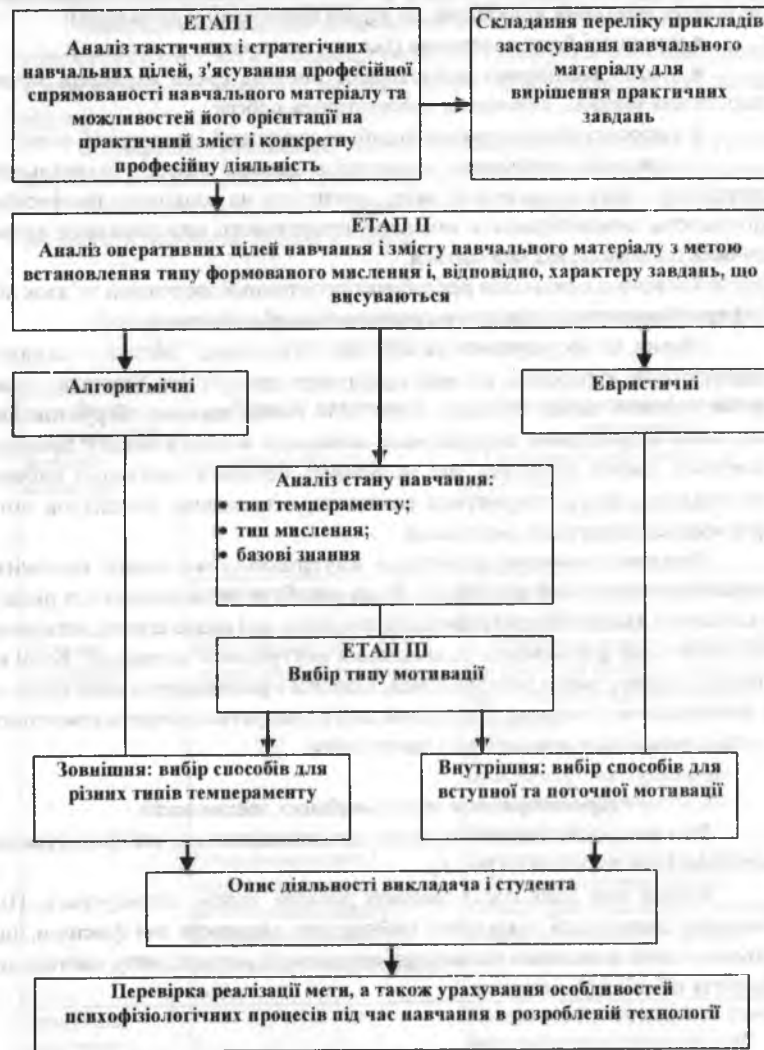 ЕТАП І
Аналіз тактичних і стратегічних
навчальних цілей, з'ясування професійної
спрямованості навчального матеріалу та
можливостей його орієнтації на
практичний зміст і конкретну
професійну діяльність
Складання переліку прикладів
застосування навчального
матеріалу для
вирішення практичних
завдань
ЕТАП ІІ
Аналіз оперативних цілей навчання і змісту навчального матеріалу з метою
встановлення типу формованого мислення і, відповідно, характеру завдань, що
висуваються
Алгоритмічні
Евристичні
Аналіз стану навчання:
• тип темпераменту;
• тип мислення;
• базові знання
ЕТАП ІІІ
Вибір типу мотивації
Зовнішня: вибір способів для
різних типів темпераменту
Внутрішня: вибір способів для
вступної та поточної мотивації
Опис діяльності викладача і студента
Перевірка реалізації мети, а також урахування особливостей
психофізіологічних процесів під час навчання в розробленій технології